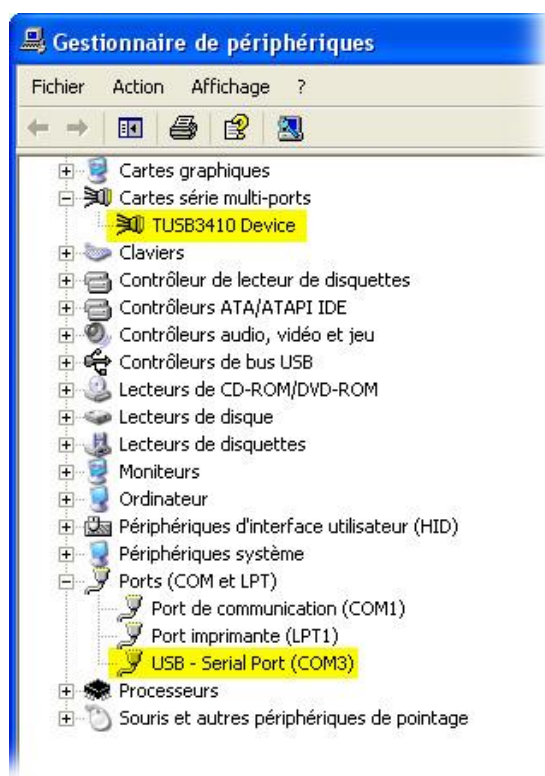 Gestionnaire de périphériques
Fichier Action Affichage ?
Cartes graphiques
Cartes série multi-ports
TUSB3410 Device
Claviers
Contrôleur de lecteur de disquettes
Contrôleurs ATA/ATAPI IDE
Contrôleurs audio, vidéo et jeu
Contrôleurs de bus USB
Lecteurs de CD-ROM/DVD-ROM
Lecteurs de disque
Lecteurs de disquettes
Moniteurs
Ordinateur
Périphériques d'interface utilisateur (HID)
Périphériques système
Ports (COM et LPT)
Port de communication (COM1)
Port imprimante (LPT1)
USB - Serial Port (COM3)
Processeurs
Souris et autres périphériques de pointage